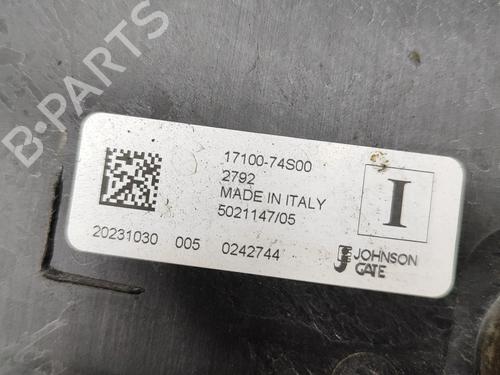 B-PARTS
17100-74S00
2792
MADE IN ITALY
5021147/05
I
20231030 005 0242744
JOHNSON
GATE